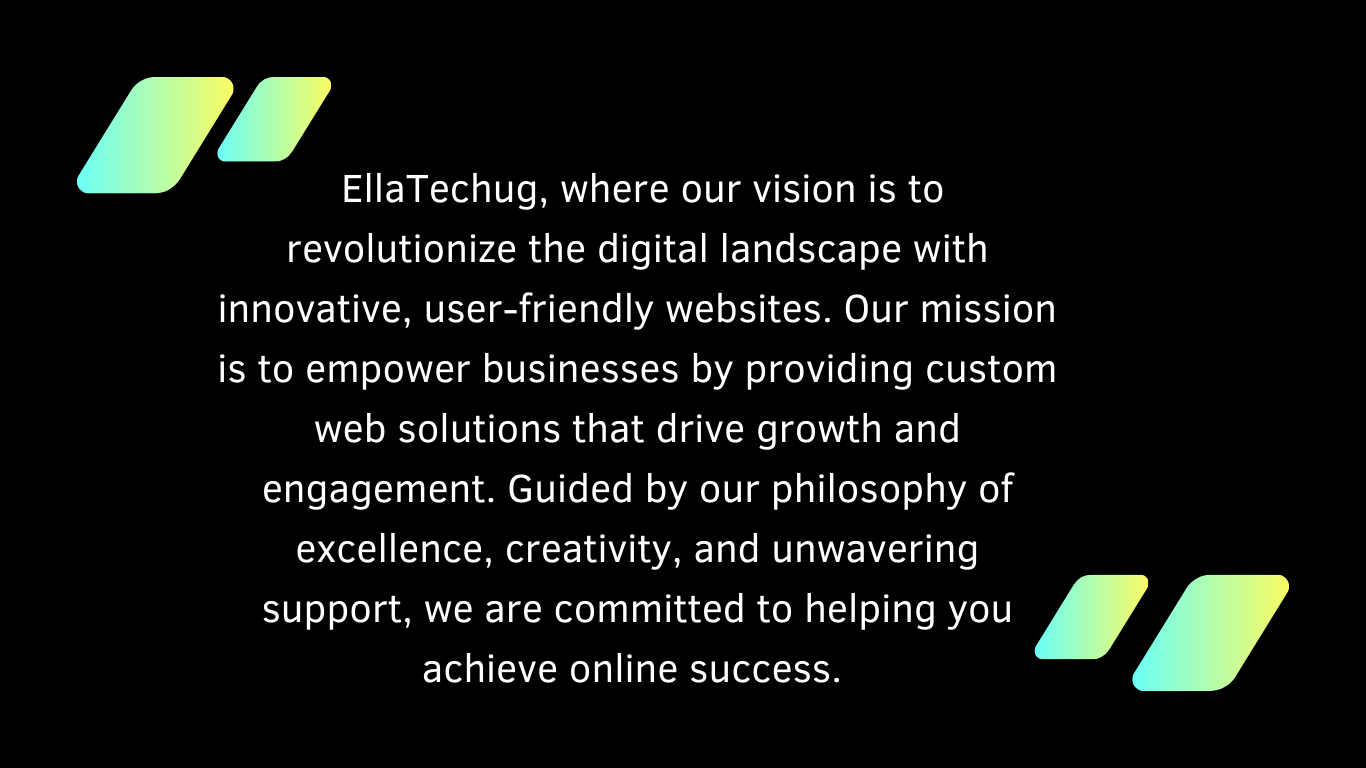 EllaTechug, where our vision is to
revolutionize the digital landscape with
innovative, user-friendly websites. Our mission
is to empower businesses by providing custom
web solutions that drive growth and
engagement. Guided by our philosophy of
excellence, creativity, and unwavering
support, we are committed to helping you
achieve online success.